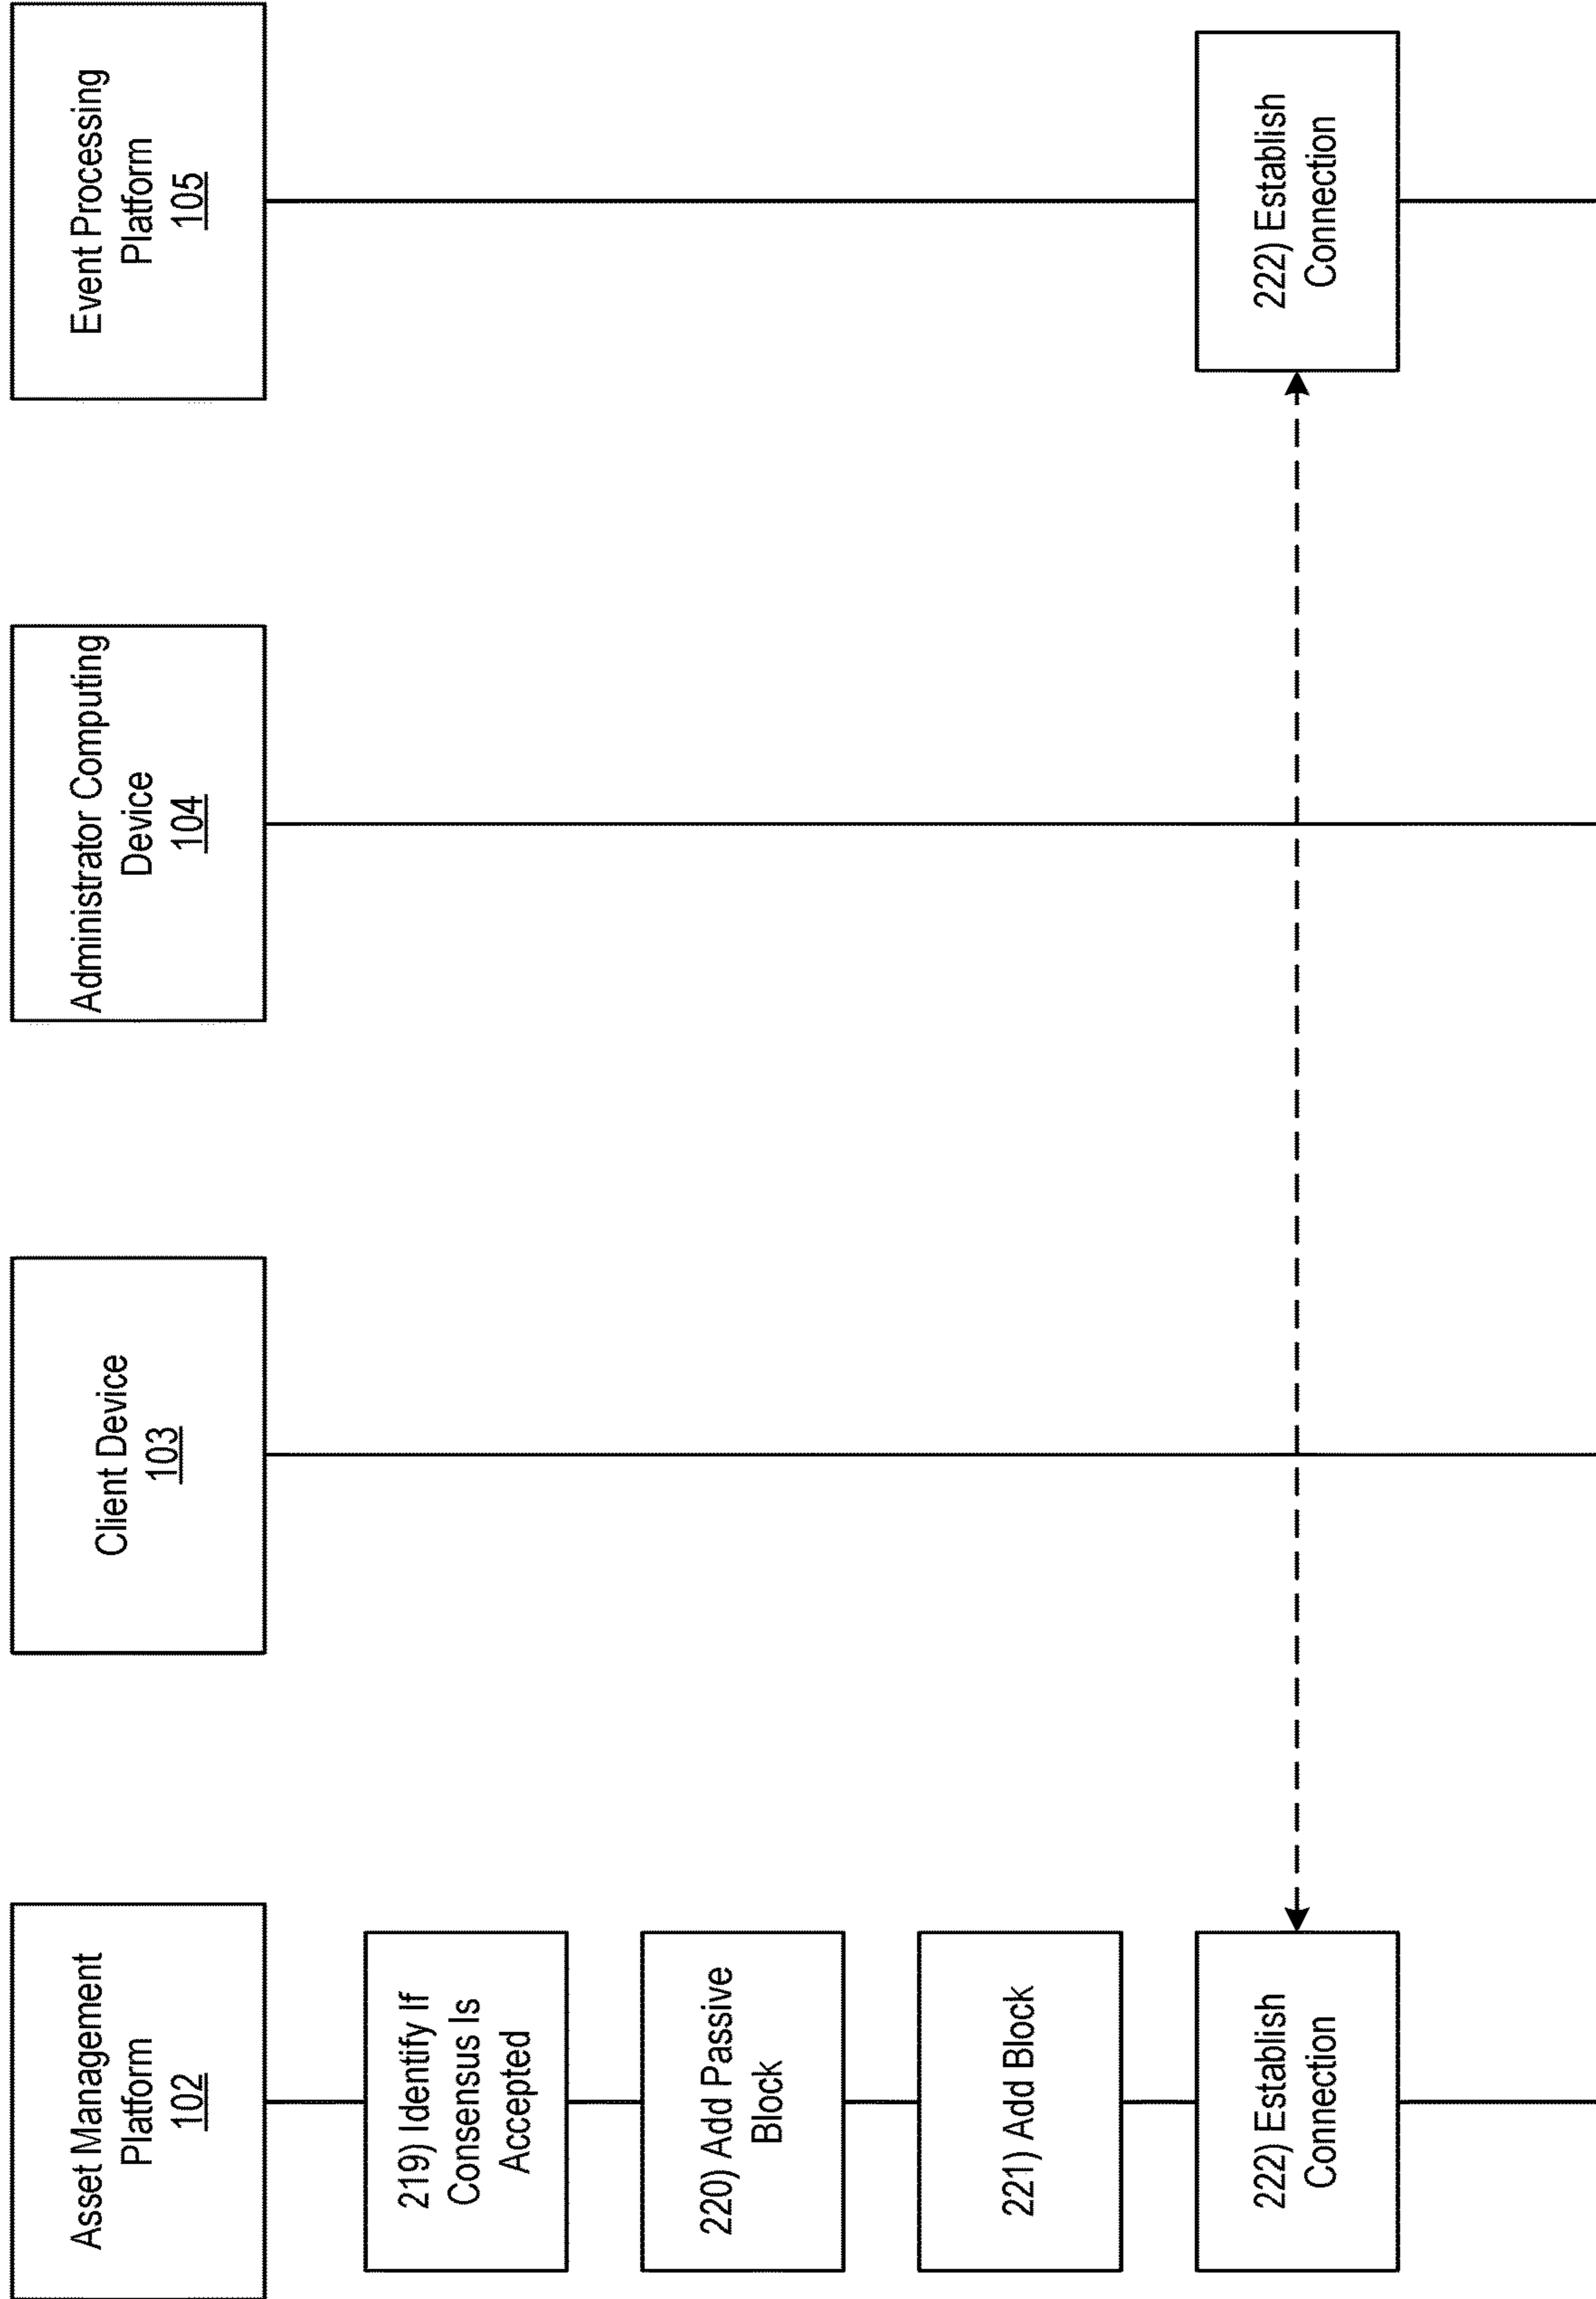 Asset Management
Platform
102
Client Device
103
Administrator Computing
Device
104
Event Processing
Platform
105
219) Identify If
Consensus Is
Accepted
220) Add Passive
Block
221) Add Block
222) Establish
Connection
222) Establish
Connection